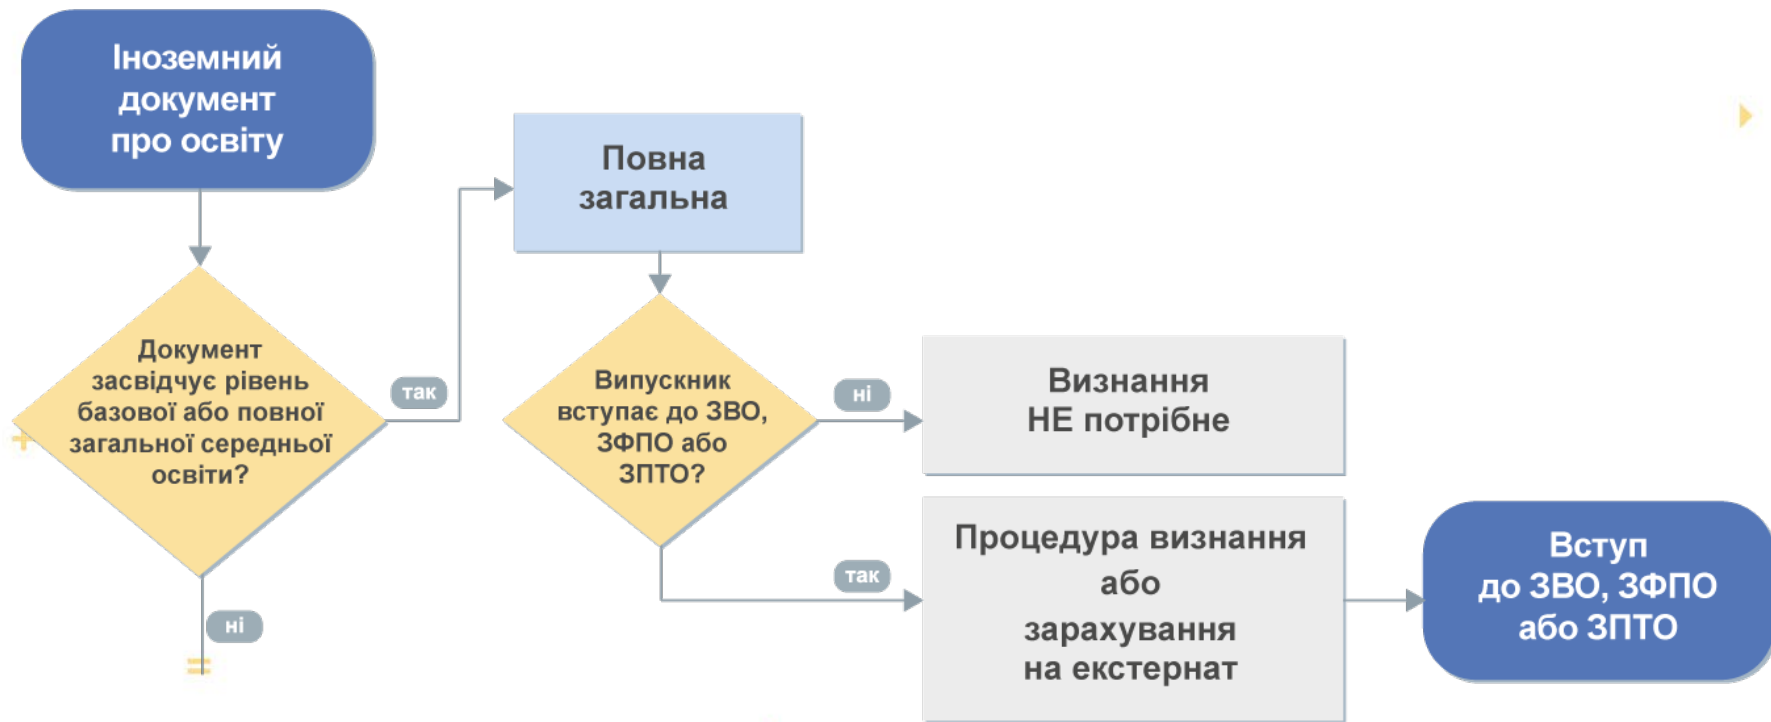 Іноземний
документ
про освіту
Документ
засвідчує рівень
базової або повної
загальної середньої
освіти?
так
ні
Повна
загальна
Випускник
вступає до ЗВО,
ЗФПО або
ЗПТО?
ні
так
Визнання
НЕ потрібне
Процедура визнання
або
зарахування
на екстернат
Вступ
до ЗВО, ЗФПО
або ЗПТО